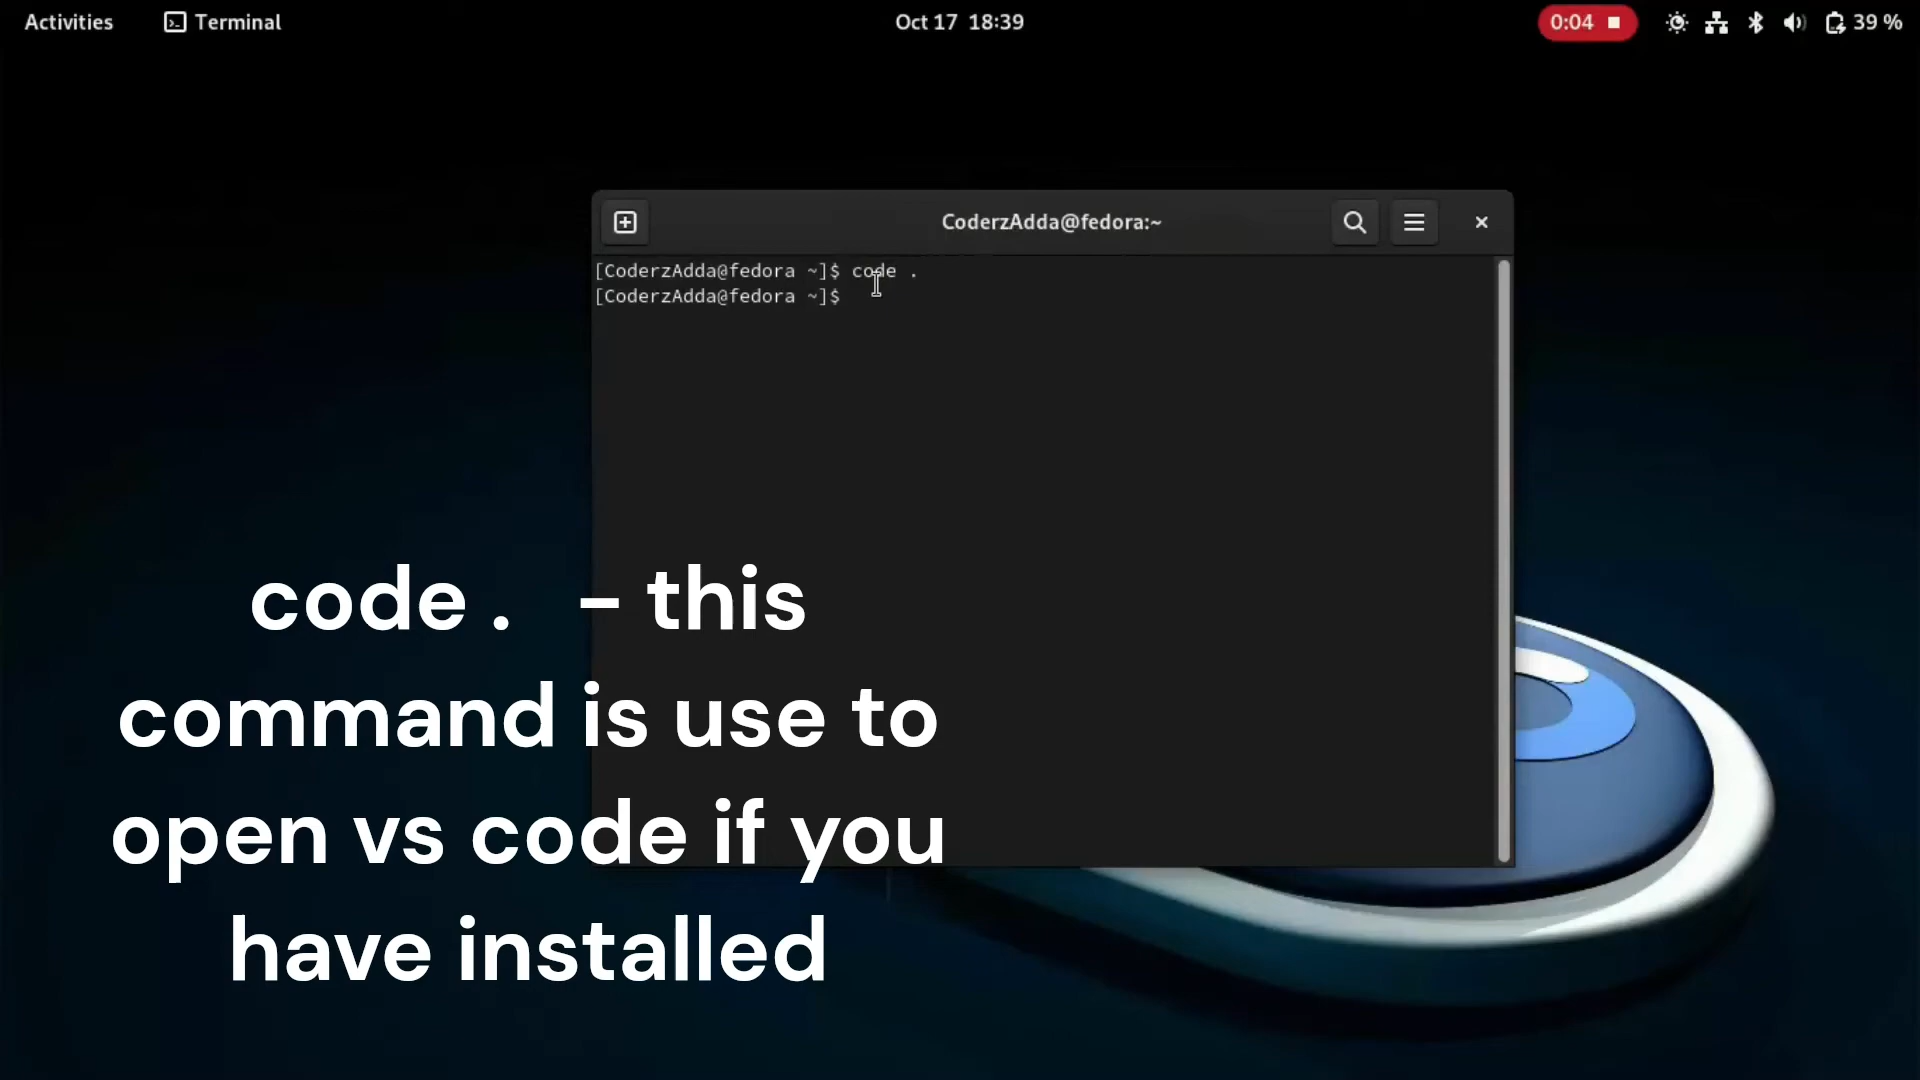 Activities Terminal Oct 17 18:39 0:04 39 %
CoderzAdda@fedora:~
[CoderzAdda@fedora ~]$ code .
[CoderzAdda@fedora ~]$
code . - this
command is use to
open vs code if you
have installed